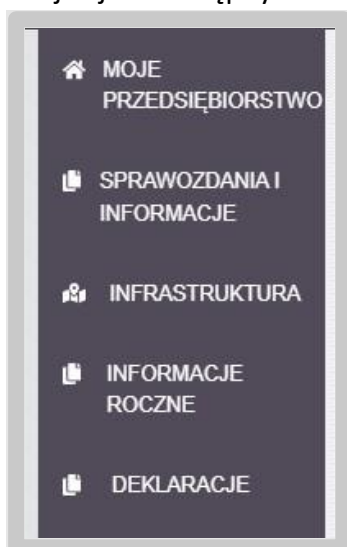 MOJE
PRZEDSIĘBIORSTWO
SPRAWOZDANIA I
INFORMACJE
INFRASTRUKTURA
INFORMACJE
ROCZNE
DEKLARACJE